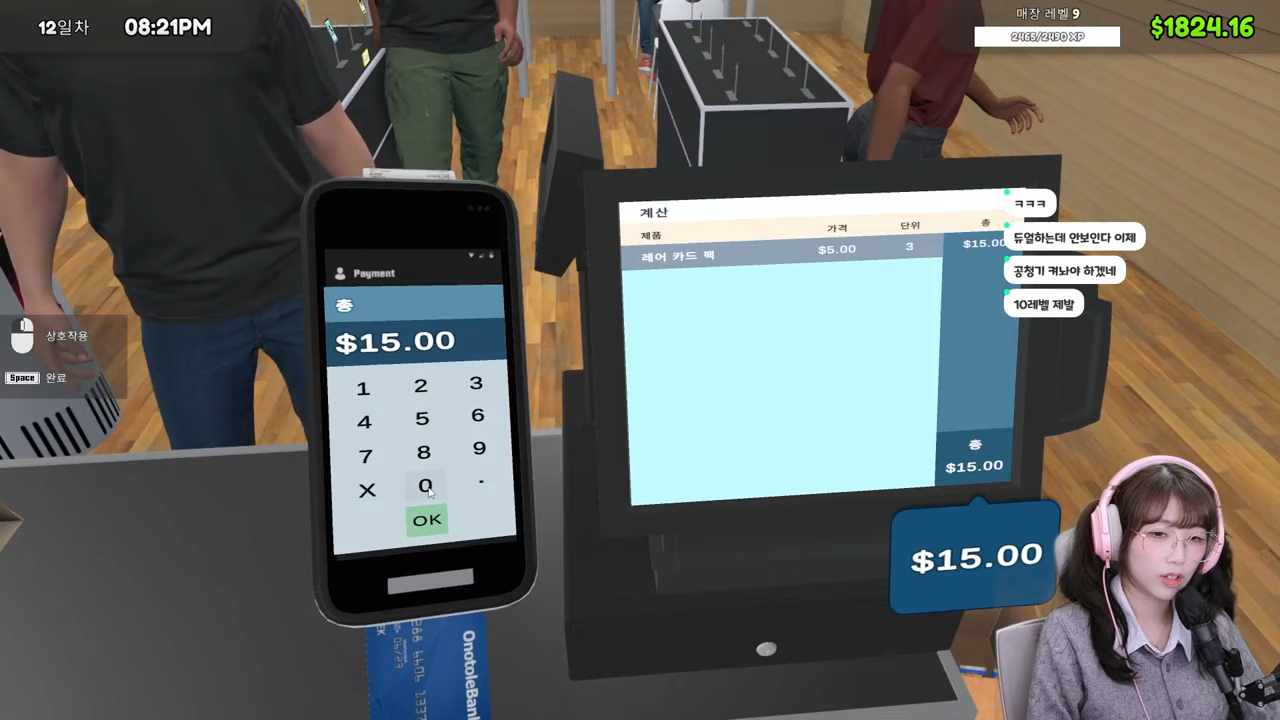 12일차
08:21PM
매장 레벨 9
2465/2490 XP
$1824.16
상호작용
Space 완료
Payment
총
$15.00
1 2 3
4 5 6
7 8 9
X 0 .
OK
계산
제품 가격 단위 총
레어 카드 팩 $5.00 3 $15.00
총
$15.00
$15.00
ㅋㅋㅋ
듀얼하는데 안보인다 이제
공청기 켜놔야 하겠네
10레벨 제발
OnotoleBank